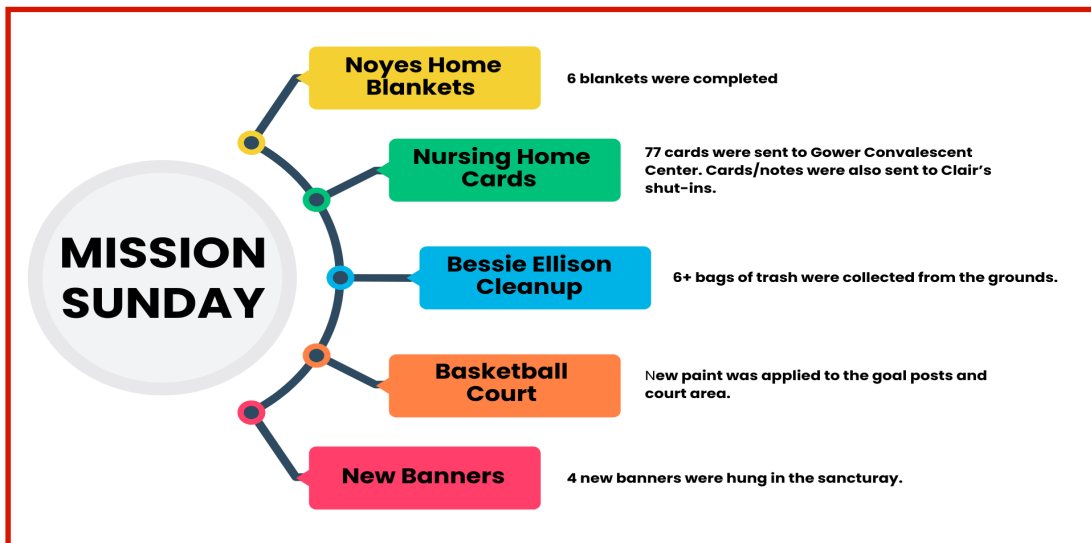 MISSION
SUNDAY
Noyes Home
Blankets
6 blankets were completed
Nursing Home
Cards
77 cards were sent to Gower Convalescent
Center. Cards/notes were also sent to Clair’s
shut-ins.
Bessie Ellison
Cleanup
6+ bags of trash were collected from the grounds.
Basketball
Court
New paint was applied to the goal posts and
court area.
New Banners
4 new banners were hung in the sancturay.